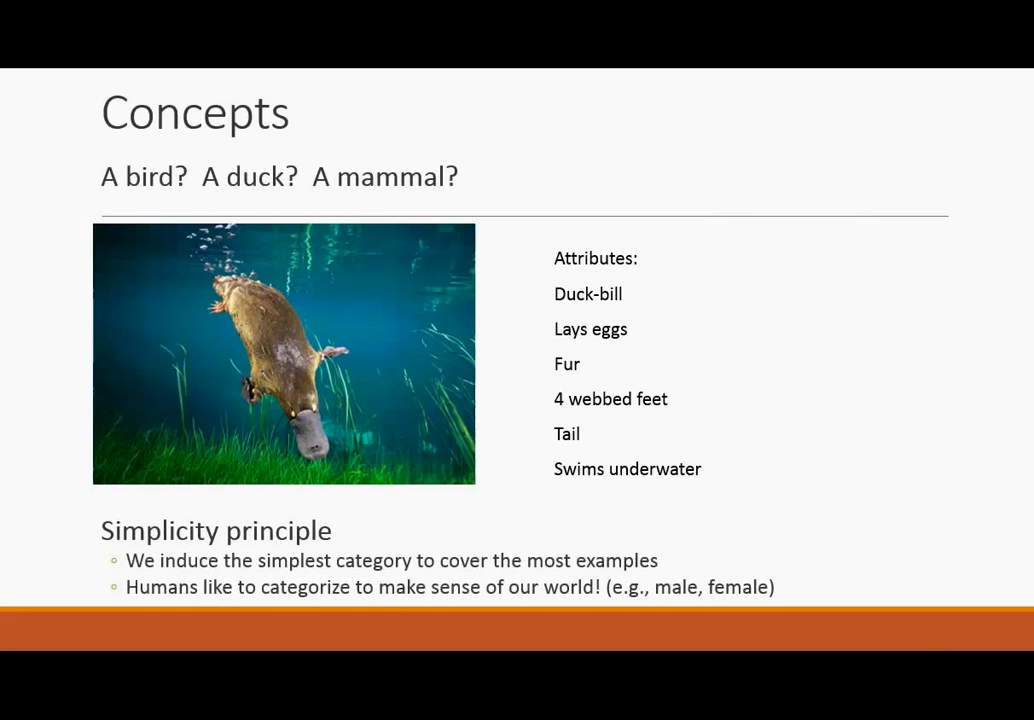 Concepts
A bird? A duck? A mammal?
Attributes:
Duck-bill
Lays eggs
Fur
4 webbed feet
Tail
Swims underwater
Simplicity principle
◦ We induce the simplest category to cover the most examples
◦ Humans like to categorize to make sense of our world! (e.g., male, female)